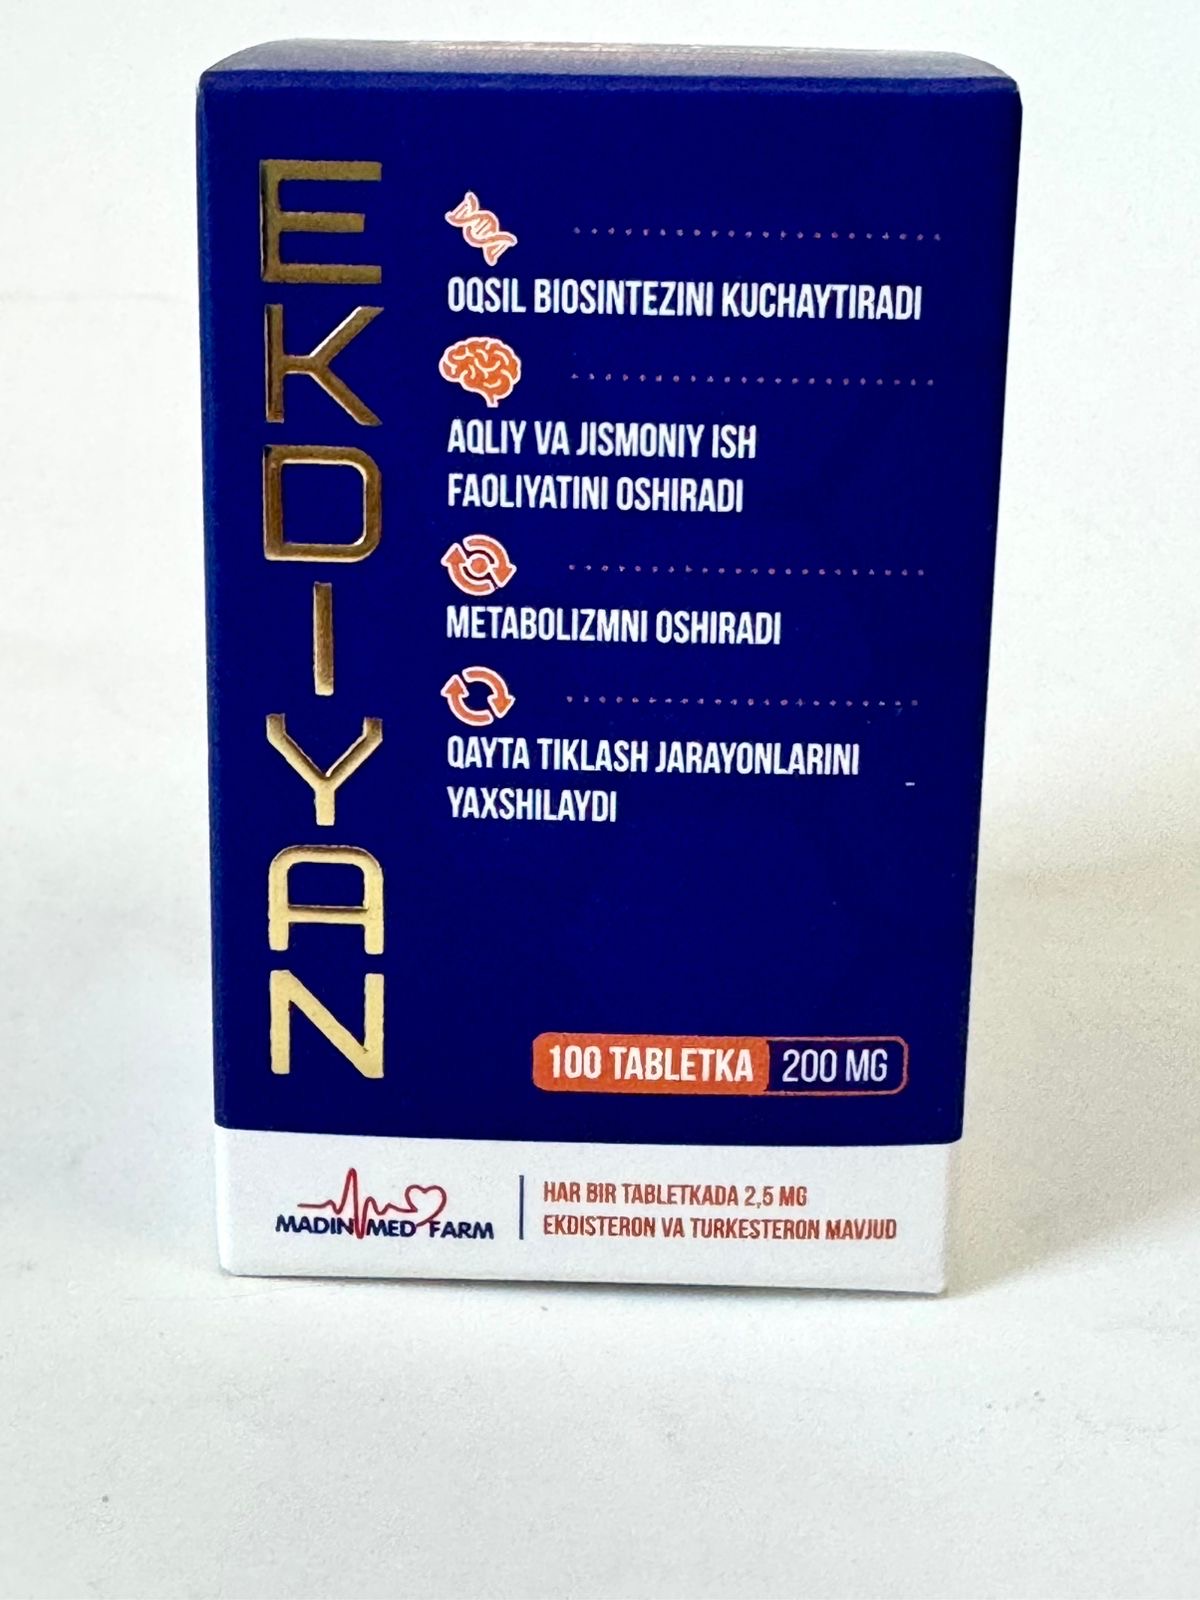 EKDIYAN
OQSIL BIOSINTEZINI KUCHAYTIRADI
AQLIY VA JISMONIY ISH
FAOLIYATINI OSHIRADI
METABOLIZMNI OSHIRADI
QAYTA TIKLASH JARAYONLARINI
YAXSHILAYDI
100 TABLETKA 200 MG
MADIN MED FARM
HAR BIR TABLETKADA 2,5 MG
EKDISTERON VA TURKESTERON MAVJUD